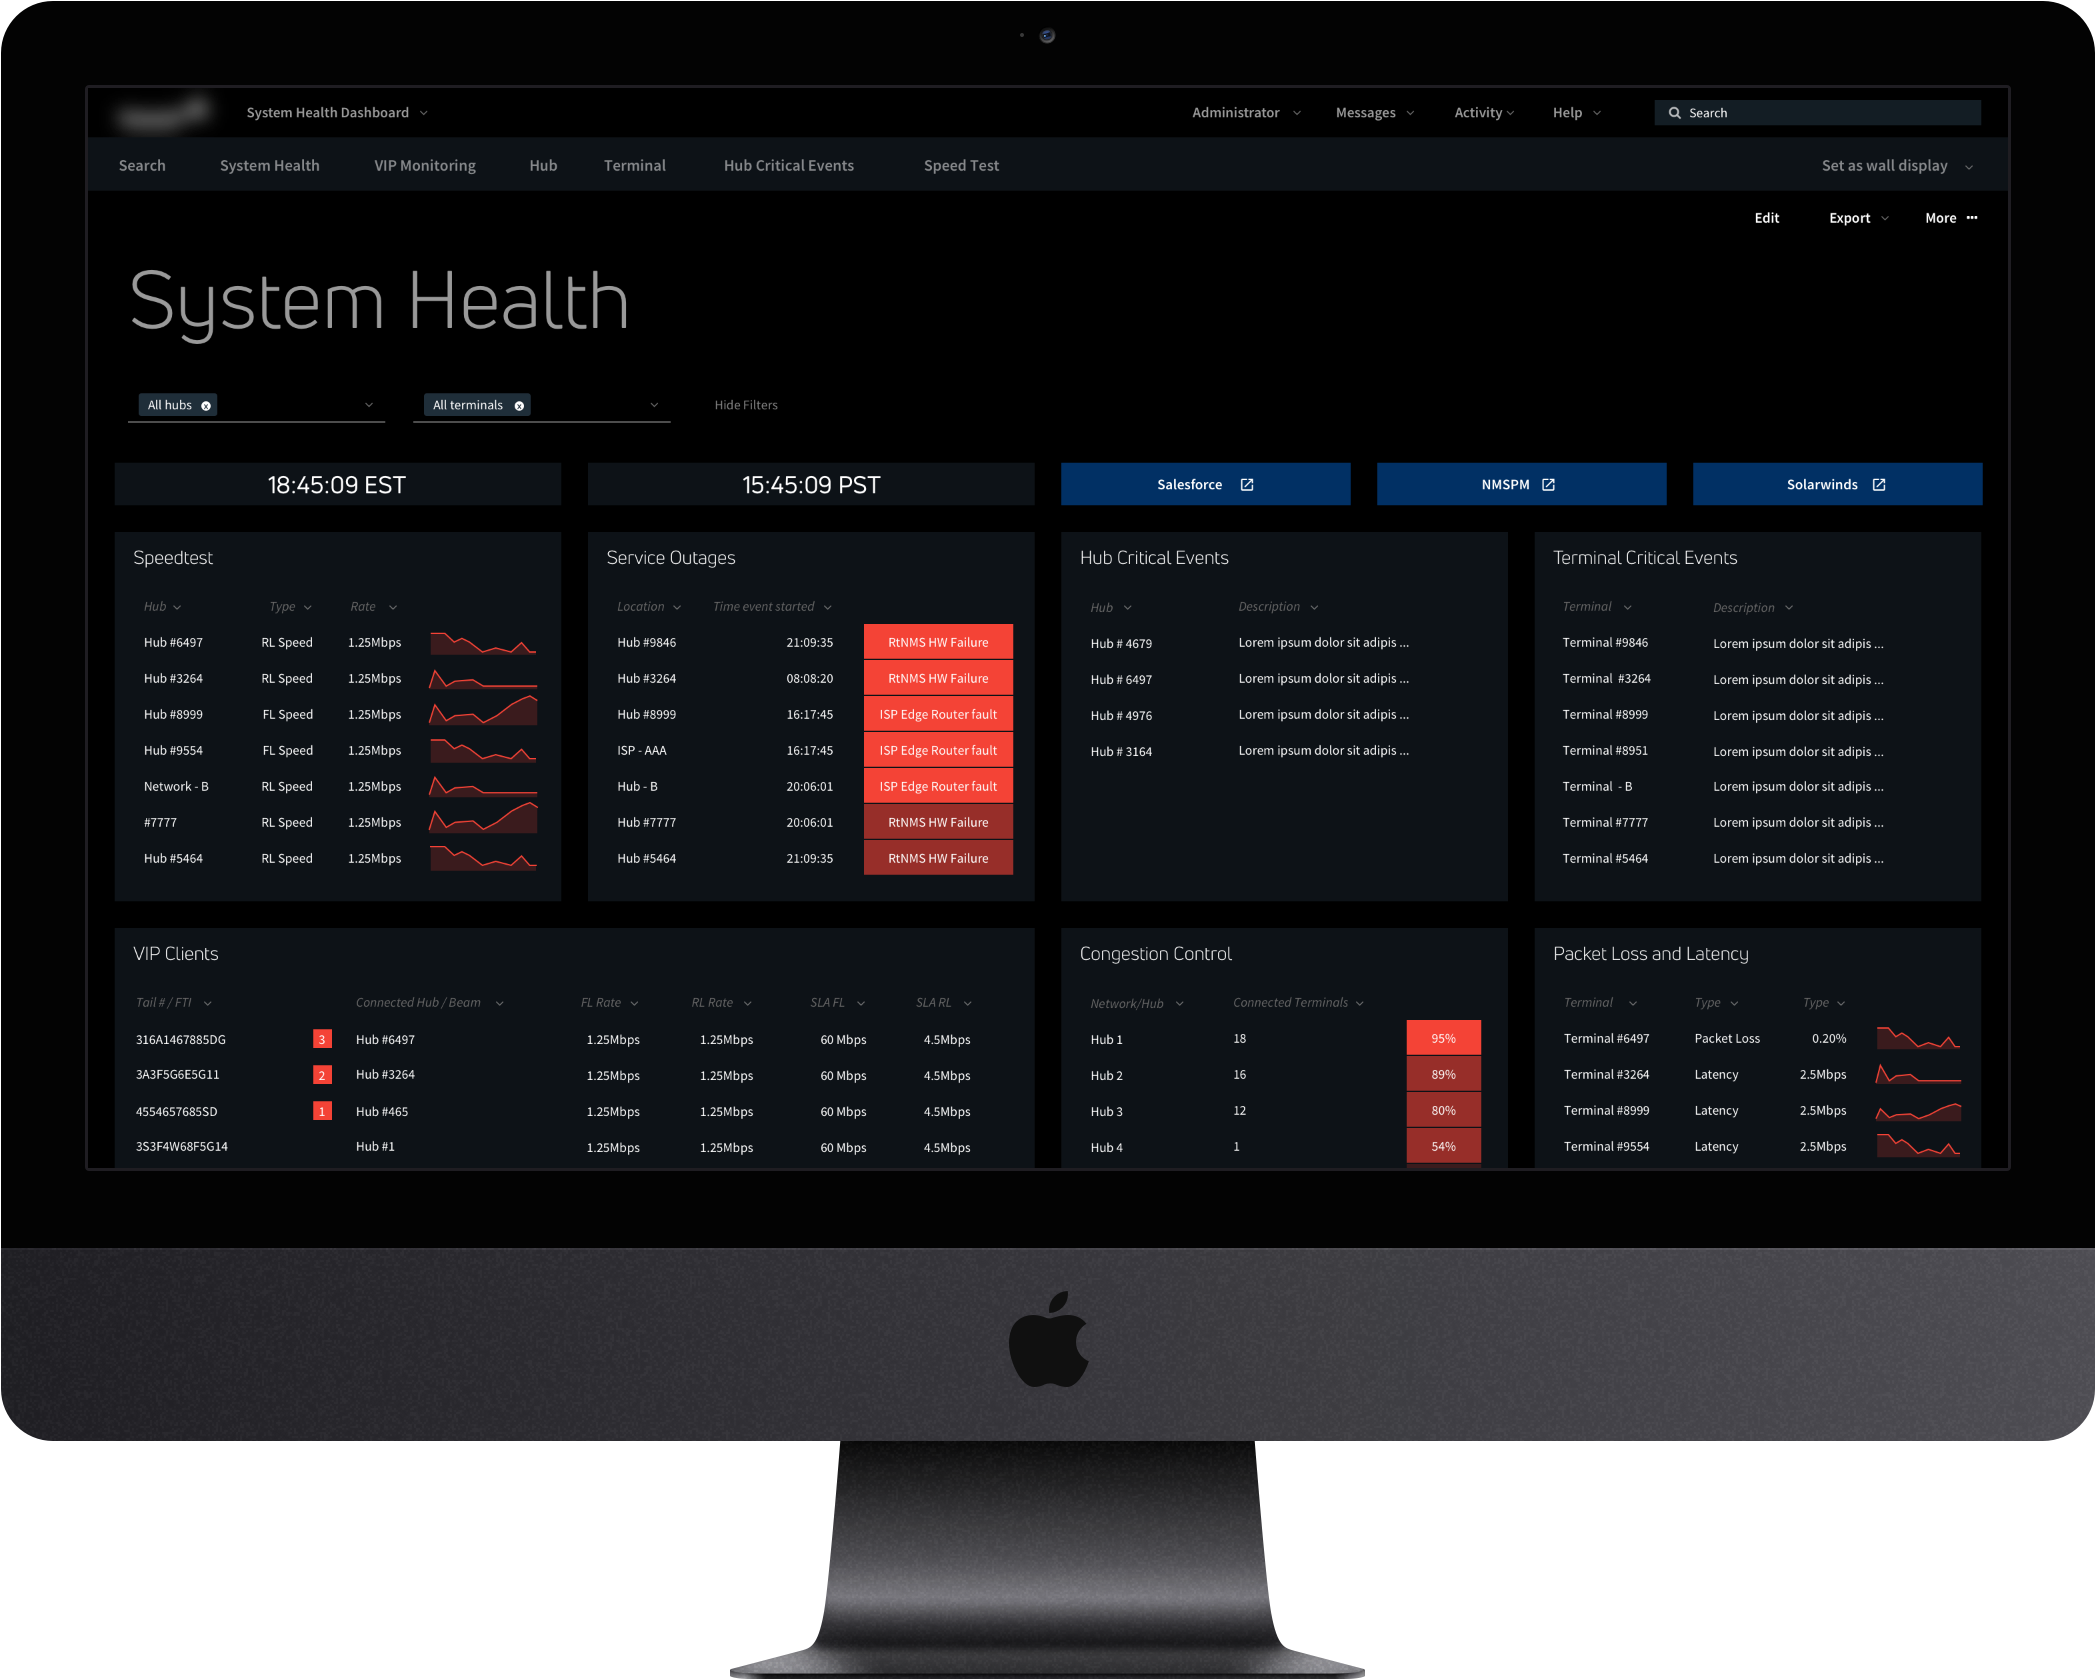 System Health Dashboard Administrator Messages Activity Help Search
Search System Health VIP Monitoring Hub Terminal Hub Critical Events Speed Test Set as wall display
Edit Export More
System Health
All hubs All terminals Hide Filters
18:45:09 EST 15:45:09 PST Salesforce NMSPM Solarwinds
Speedtest
Hub Type Rate
Hub #6497 RL Speed 1.25Mbps
Hub #3264 RL Speed 1.25Mbps
Hub #8999 FL Speed 1.25Mbps
Hub #9554 FL Speed 1.25Mbps
Network - B RL Speed 1.25Mbps
#7777 RL Speed 1.25Mbps
Hub #5464 RL Speed 1.25Mbps
Service Outages
Location Time event started
Hub #9846 21:09:35 RtNMS HW Failure
Hub #3264 08:08:20 RtNMS HW Failure
Hub #8999 16:17:45 ISP Edge Router fault
ISP - AAA 16:17:45 ISP Edge Router fault
Hub - B 20:06:01 ISP Edge Router fault
Hub #7777 20:06:01 RtNMS HW Failure
Hub #5464 21:09:35 RtNMS HW Failure
Hub Critical Events
Hub Description
Hub # 4679 Lorem ipsum dolor sit adipis ...
Hub # 6497 Lorem ipsum dolor sit adipis ...
Hub # 4976 Lorem ipsum dolor sit adipis ...
Hub # 3164 Lorem ipsum dolor sit adipis ...
Terminal Critical Events
Terminal Description
Terminal #9846 Lorem ipsum dolor sit adipis ...
Terminal #3264 Lorem ipsum dolor sit adipis ...
Terminal #8999 Lorem ipsum dolor sit adipis ...
Terminal #8951 Lorem ipsum dolor sit adipis ...
Terminal - B Lorem ipsum dolor sit adipis ...
Terminal #7777 Lorem ipsum dolor sit adipis ...
Terminal #5464 Lorem ipsum dolor sit adipis ...
VIP Clients
Tail # / FTI Connected Hub / Beam FL Rate RL Rate SLA FL SLA RL
316A1467885DG 3 Hub #6497 1.25Mbps 1.25Mbps 60 Mbps 4.5Mbps
3A3F5G6E5G11 2 Hub #3264 1.25Mbps 1.25Mbps 60 Mbps 4.5Mbps
4554657685SD 1 Hub #465 1.25Mbps 1.25Mbps 60 Mbps 4.5Mbps
3S3F4W68F5G14 Hub #1 1.25Mbps 1.25Mbps 60 Mbps 4.5Mbps
Congestion Control
Network/Hub Connected Terminals
Hub 1 18 95%
Hub 2 16 89%
Hub 3 12 80%
Hub 4 1 54%
Packet Loss and Latency
Terminal Type Type
Terminal #6497 Packet Loss 0.20%
Terminal #3264 Latency 2.5Mbps
Terminal #8999 Latency 2.5Mbps
Terminal #9554 Latency 2.5Mbps